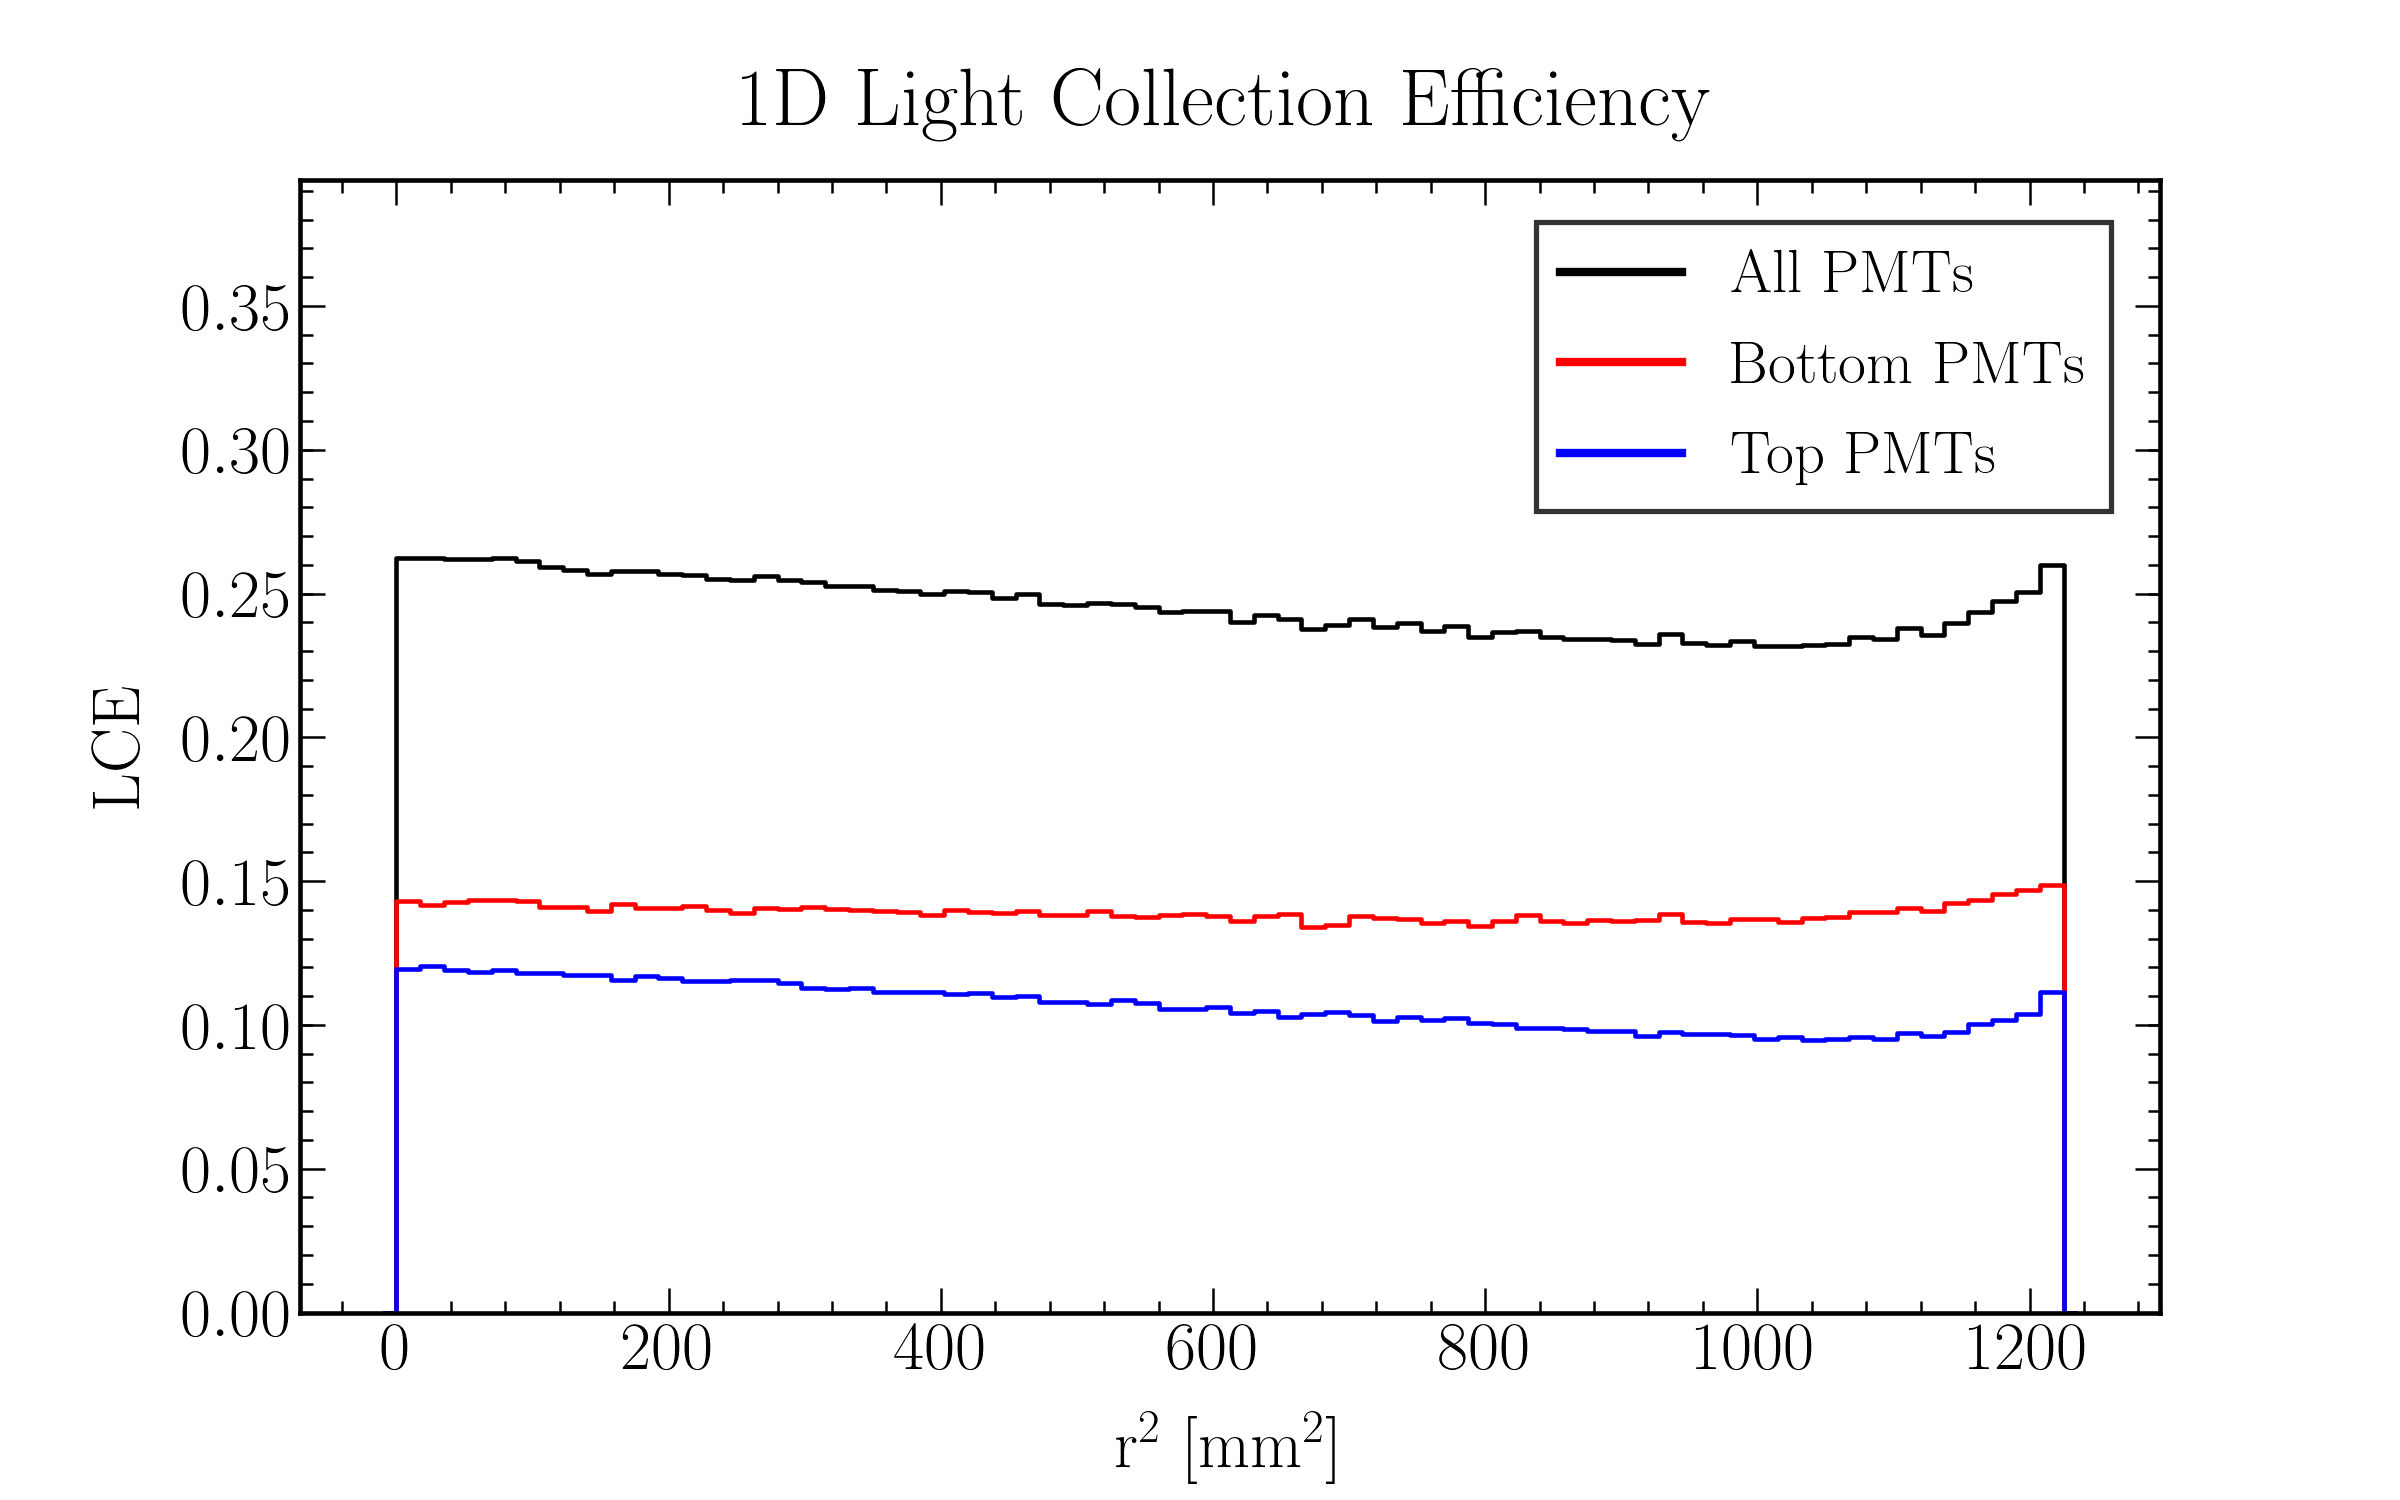 1D Light Collection Efficiency
All PMTs
Bottom PMTs
Top PMTs
LCE
0.35
0.30
0.25
0.20
0.15
0.10
0.05
0.00
0 200 400 600 800 1000 1200
r² [mm²]